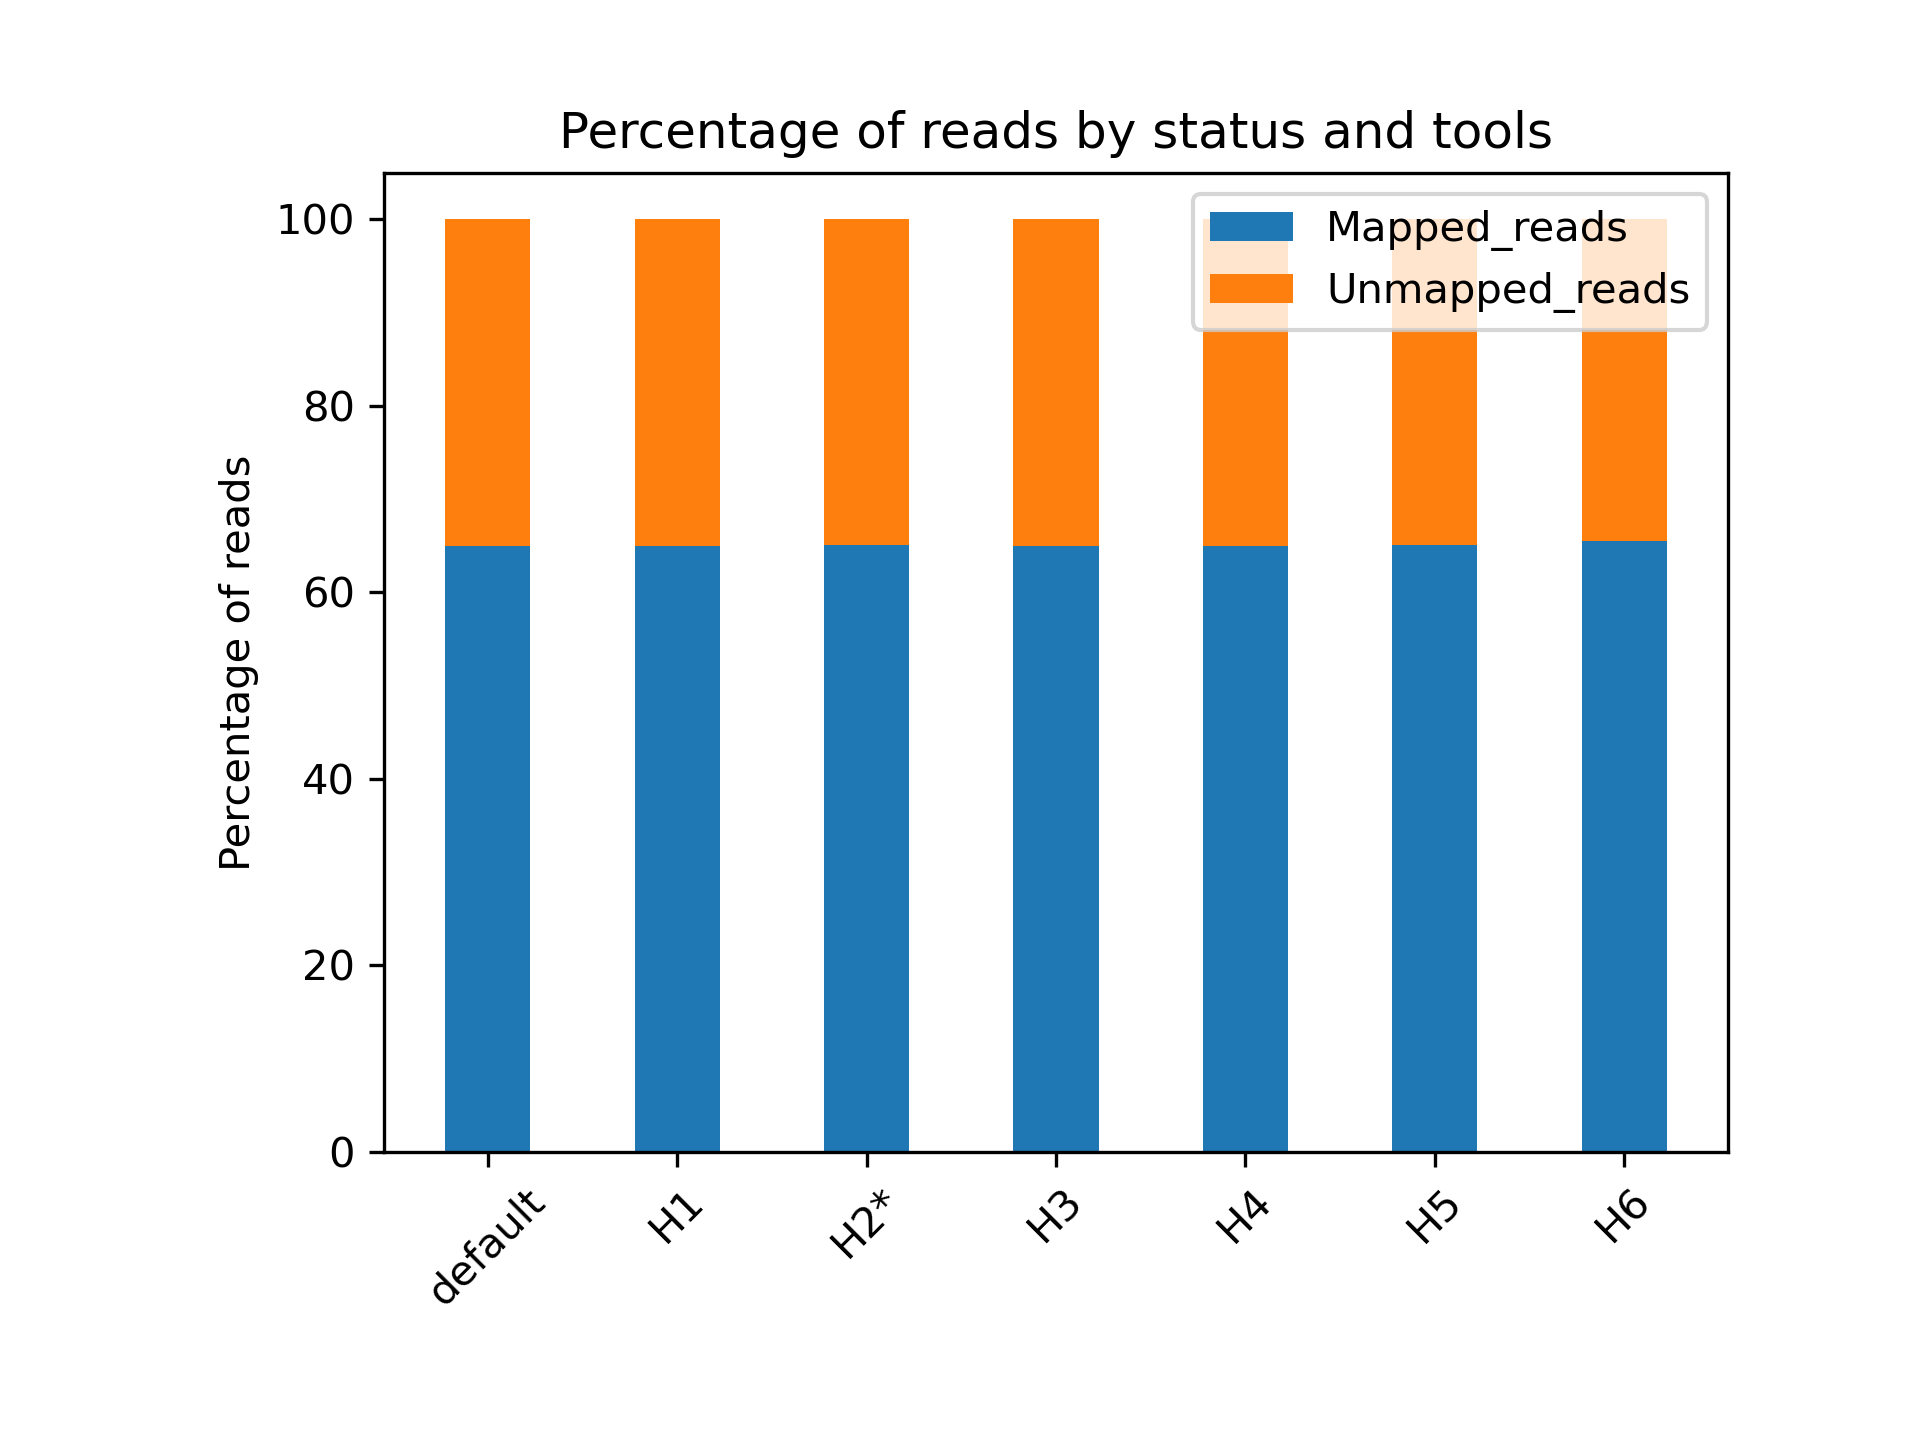 Percentage of reads by status and tools
Mapped_reads
Unmapped_reads
Percentage of reads
100
80
60
40
20
0
default
H1
H2*
H3
H4
H5
H6